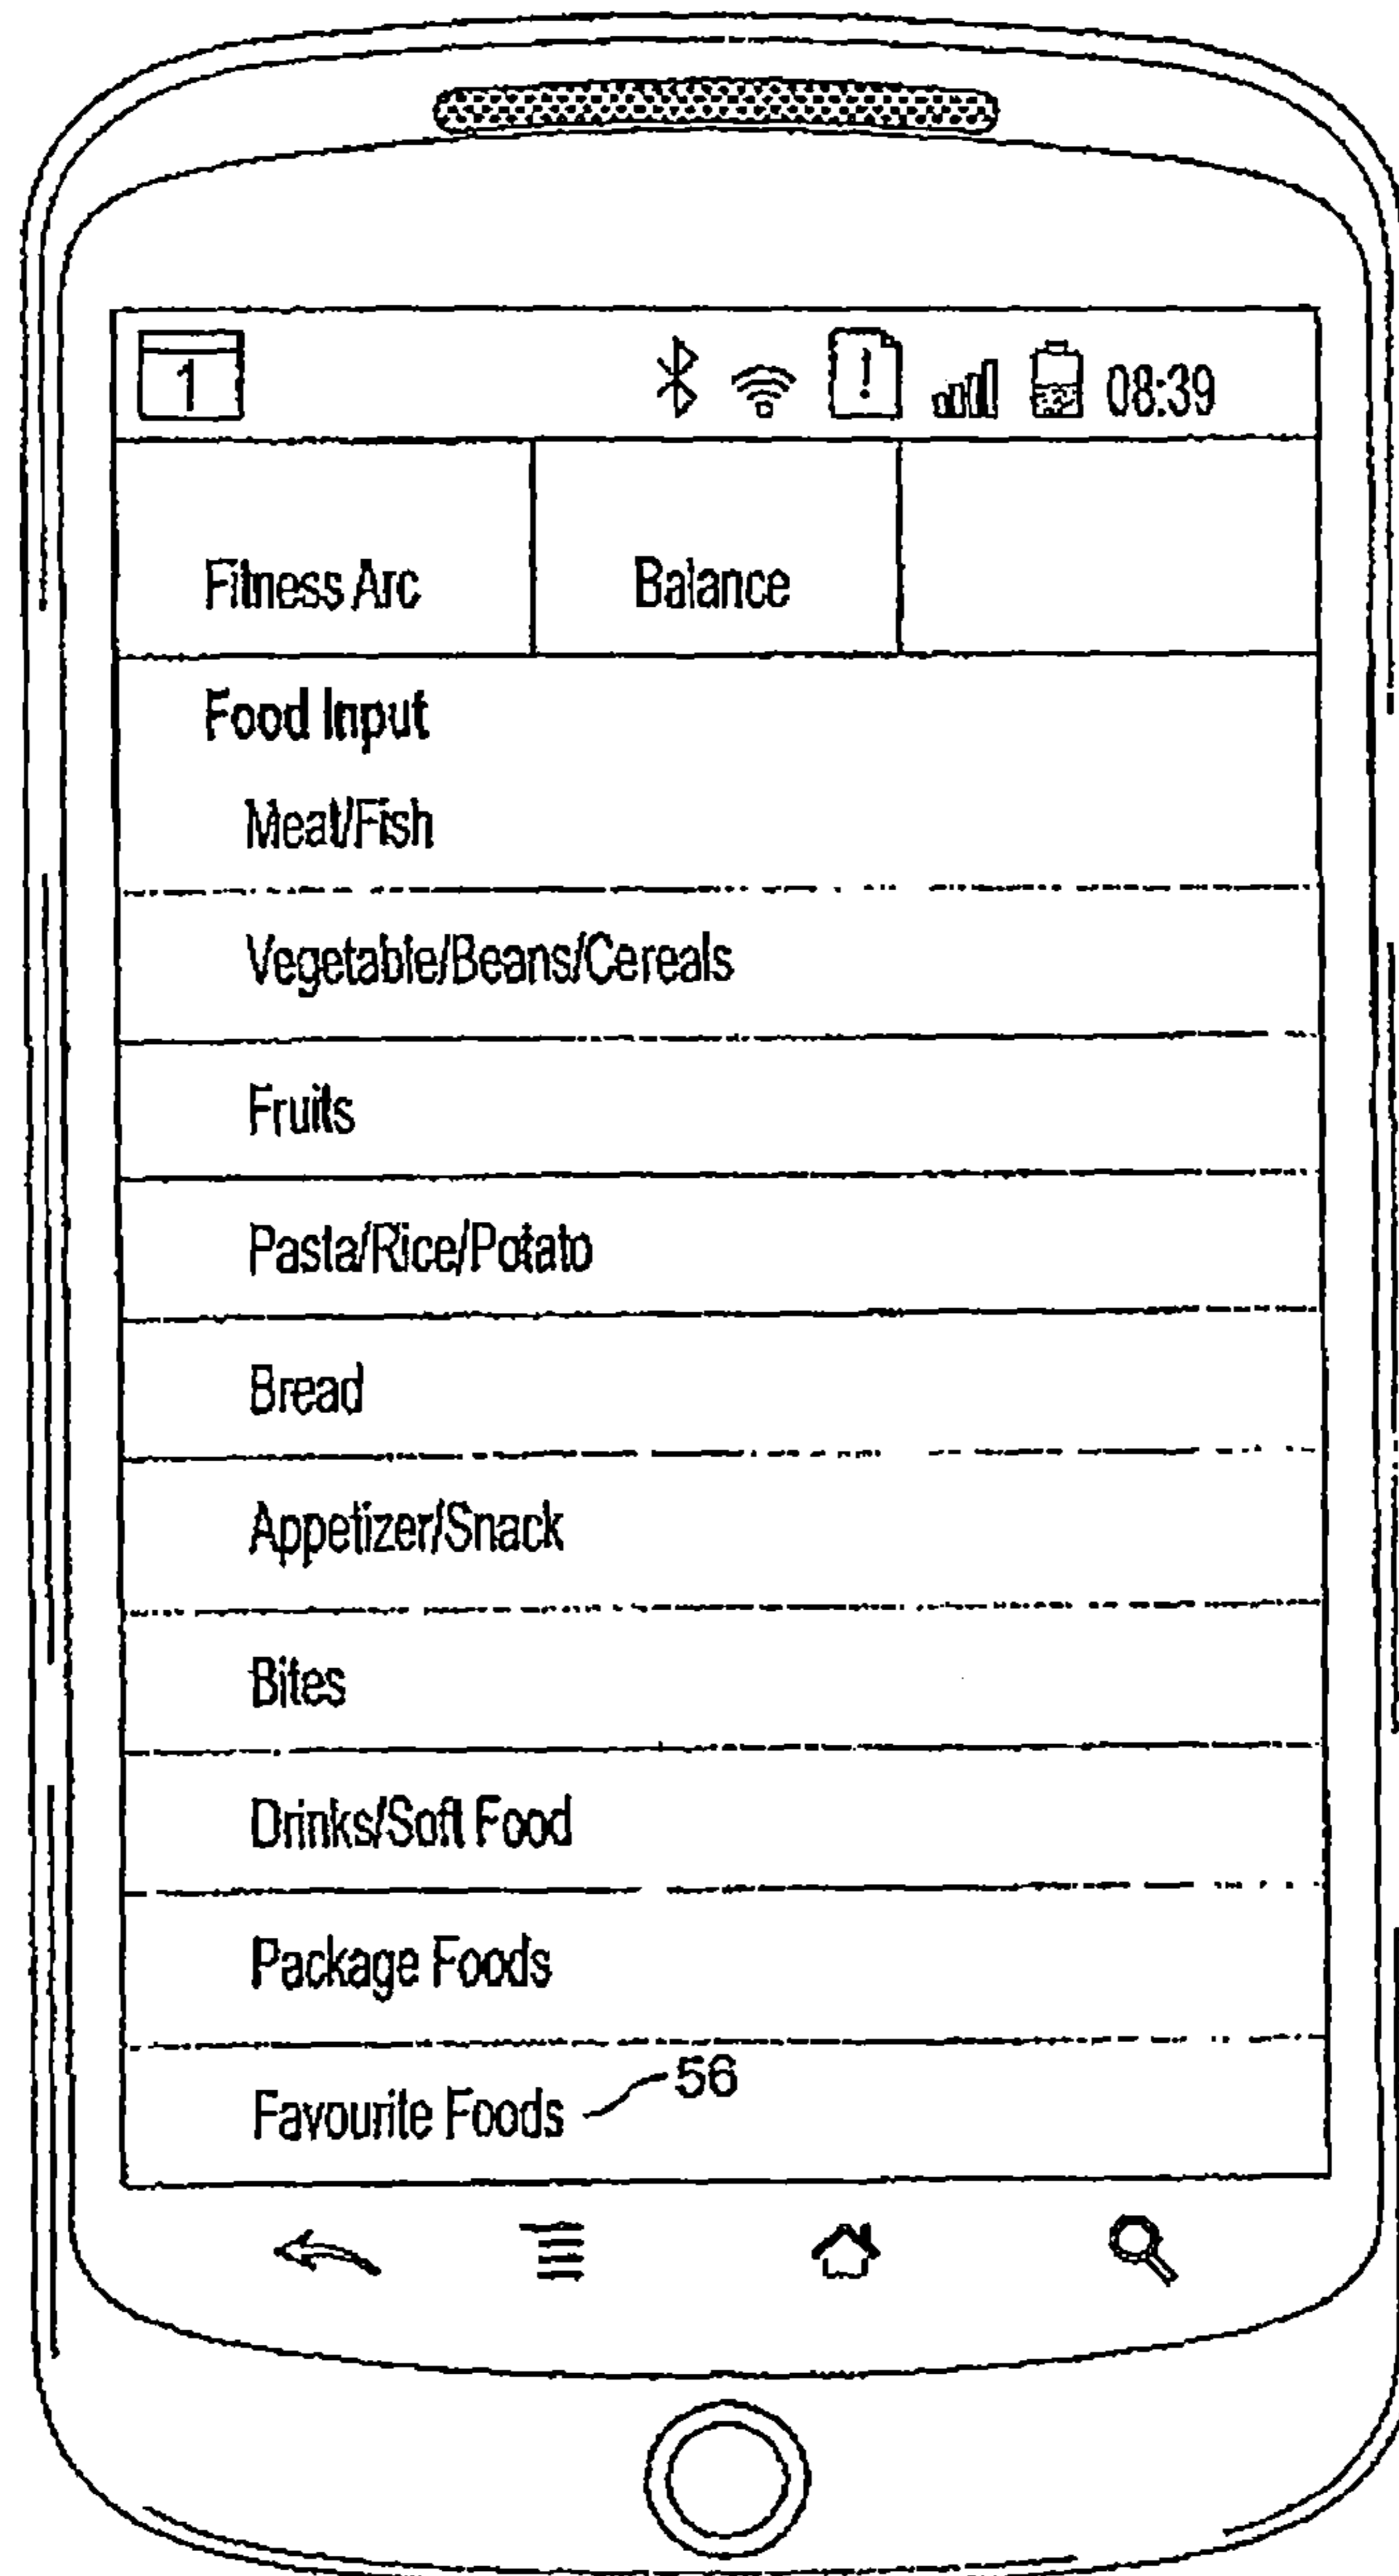 1 08:39
Fitness Arc Balance
Food Input
Meat/Fish
Vegetable/Beans/Cereals
Fruits
Pasta/Rice/Potato
Bread
Appetizer/Snack
Bites
Drinks/Soft Food
Package Foods
Favourite Foods 56